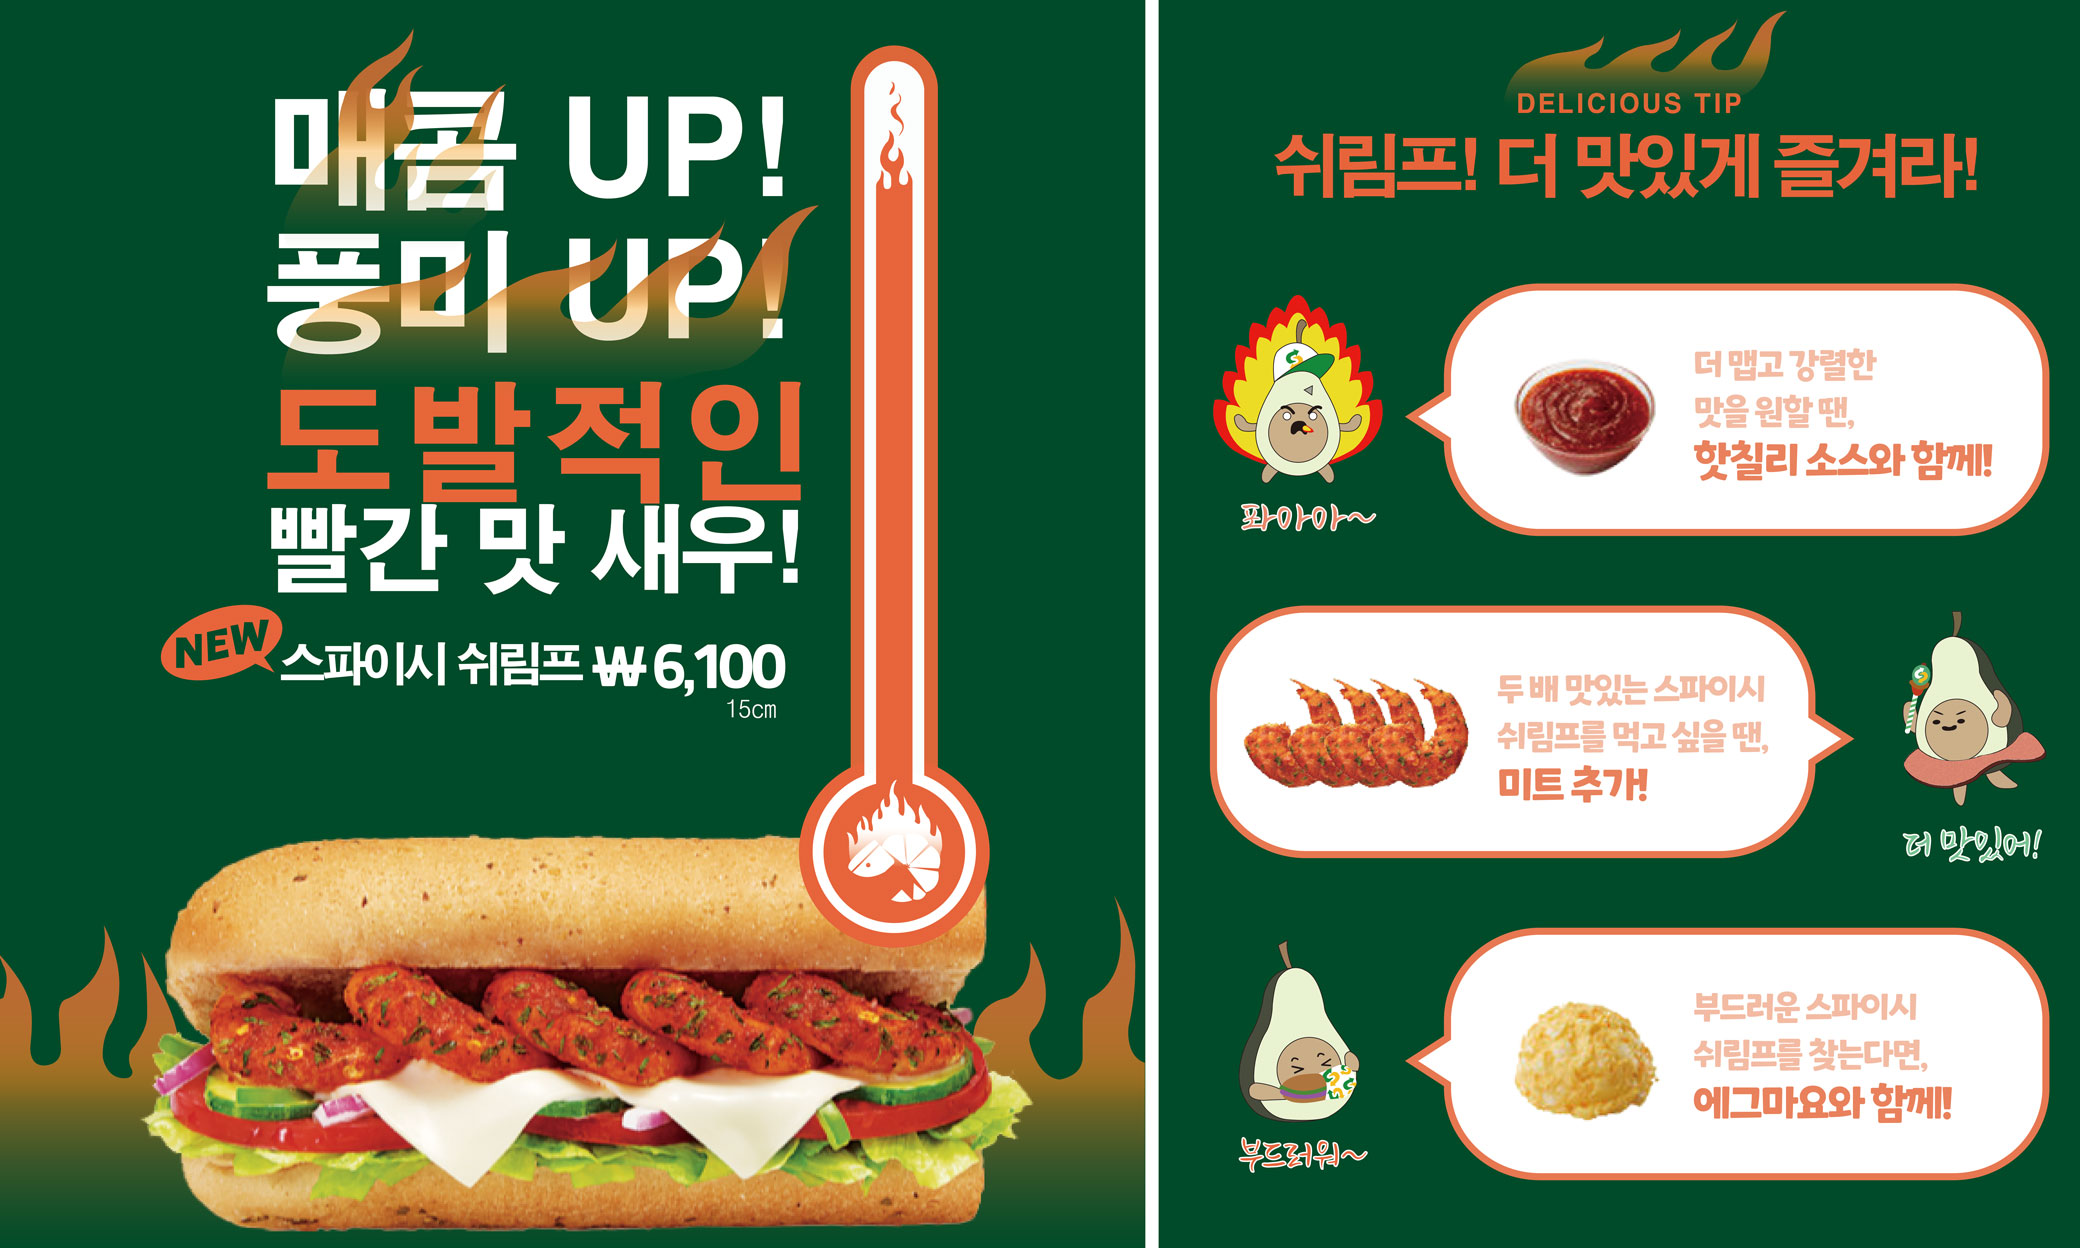 매콤 UP!
풍미 UP!
도발적인
빨간 맛 새우!
NEW
스파이시 쉬림프 ₩6,100
15cm
DELICIOUS TIP
쉬림프! 더 맛있게 즐겨라!
더 맵고 강렬한
맛을 원할 땐,
핫칠리 소스와 함께!
퐈아아~
두 배 맛있는 스파이시
쉬림프를 먹고 싶을 땐,
미트 추가!
더 맛있어!
부드러운 스파이시
쉬림프를 찾는다면,
에그마요와 함께!
부드러워~